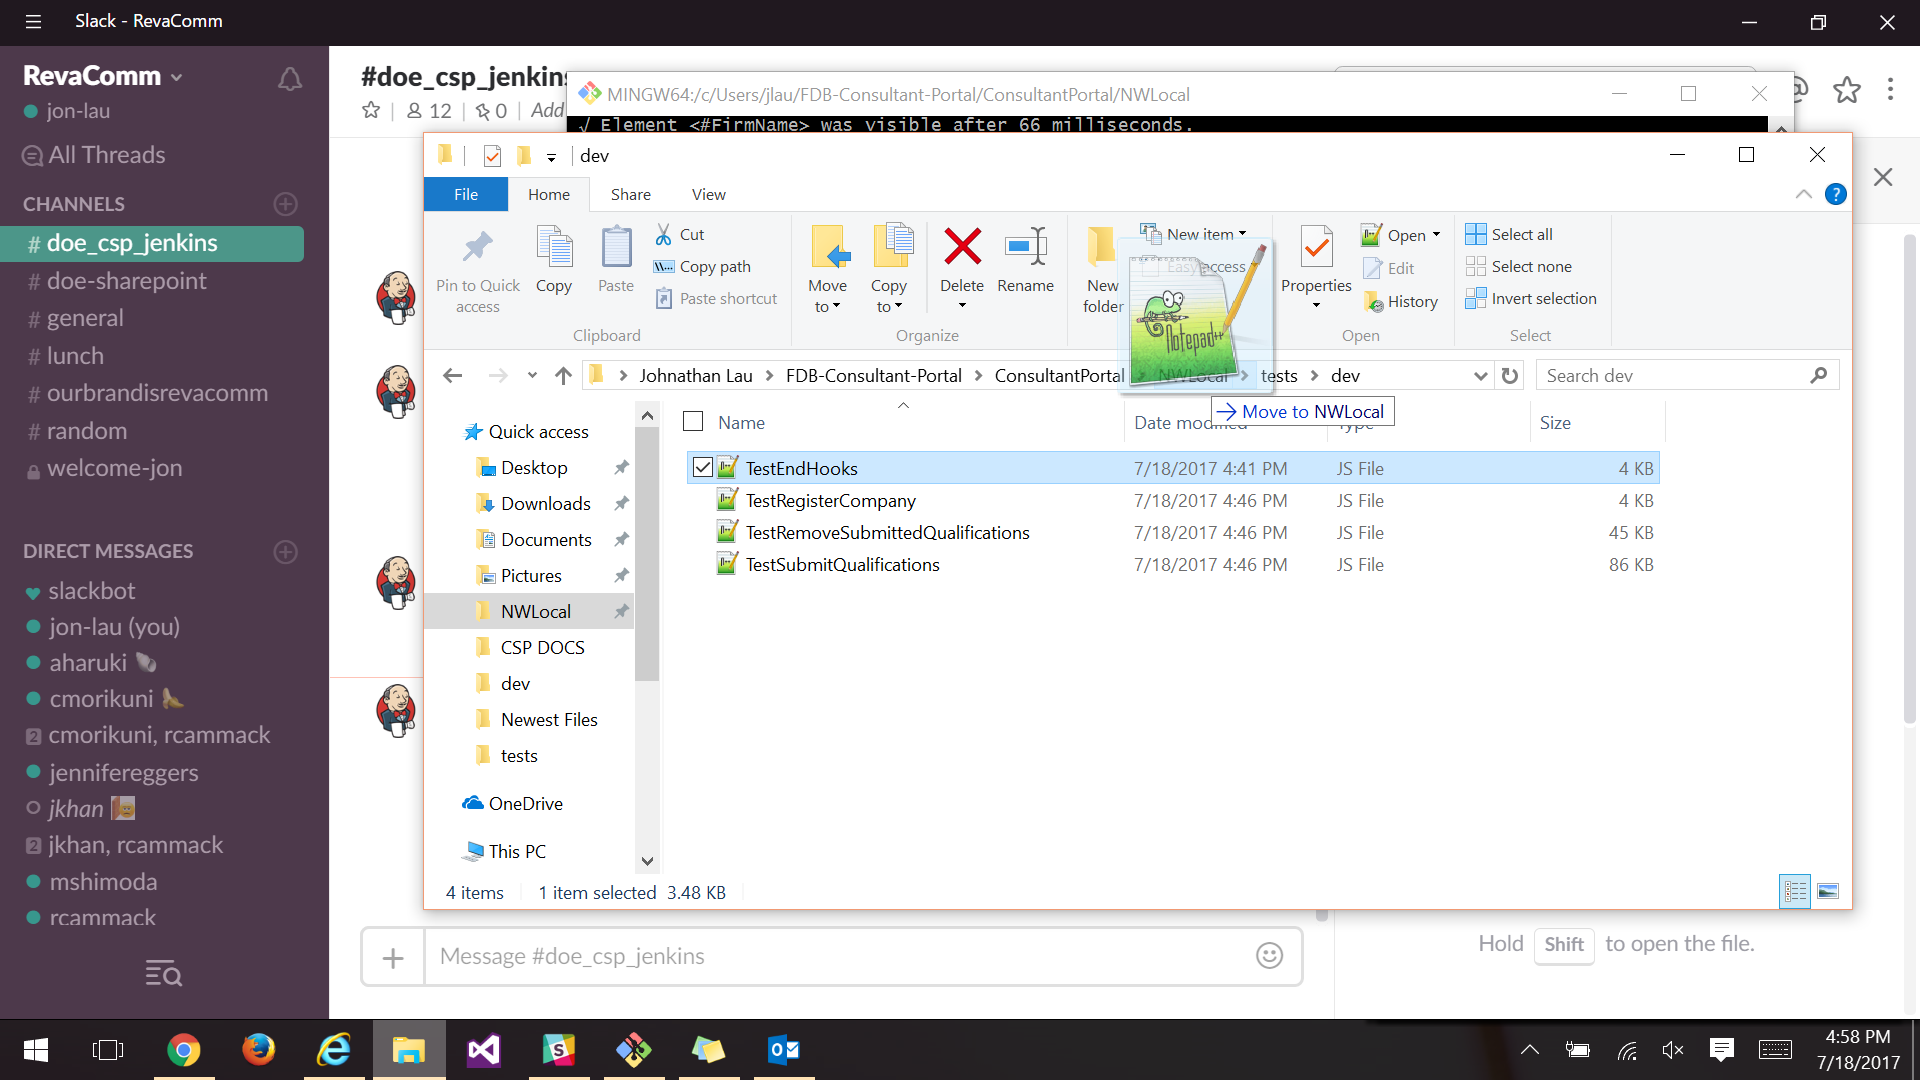 Slack - RevaComm
RevaComm
jon-lau
All Threads
CHANNELS
# doe_csp_jenkins
# doe-sharepoint
# general
# lunch
# ourbrandisrevacomm
# random
welcome-jon
DIRECT MESSAGES
slackbot
jon-lau (you)
aharuki
cmorikuni
2 cmorikuni, rcammack
jennifereggers
jkhan
2 jkhan, rcammack
mshimoda
rcammack
#doe_csp_jenkins
12
0
Add
MINGW64:/c/Users/jlau/FDB-Consultant-Portal/ConsultantPortal/NWLocal
√ Element <#FirmName> was visible after 66 milliseconds.
dev
File
Home
Share
View
Pin to Quick access
Copy
Paste
Cut
Copy path
Paste shortcut
Clipboard
Move to
Copy to
Delete
Rename
Organize
New folder
New item
Easy access
Notepad++
Properties
Open
Edit
History
Open
Select all
Select none
Invert selection
Select
Johnathan Lau
FDB-Consultant-Portal
ConsultantPortal
NWLocal
tests
dev
Search dev
→ Move to NWLocal
Name
Date modified
Type
Size
TestEndHooks 7/18/2017 4:41 PM JS File 4 KB
TestRegisterCompany 7/18/2017 4:46 PM JS File 4 KB
TestRemoveSubmittedQualifications 7/18/2017 4:46 PM JS File 45 KB
TestSubmitQualifications 7/18/2017 4:46 PM JS File 86 KB
Quick access
Desktop
Downloads
Documents
Pictures
NWLocal
CSP DOCS
dev
Newest Files
tests
OneDrive
This PC
4 items
1 item selected 3.48 KB
Message #doe_csp_jenkins
Hold Shift to open the file.
4:58 PM
7/18/2017